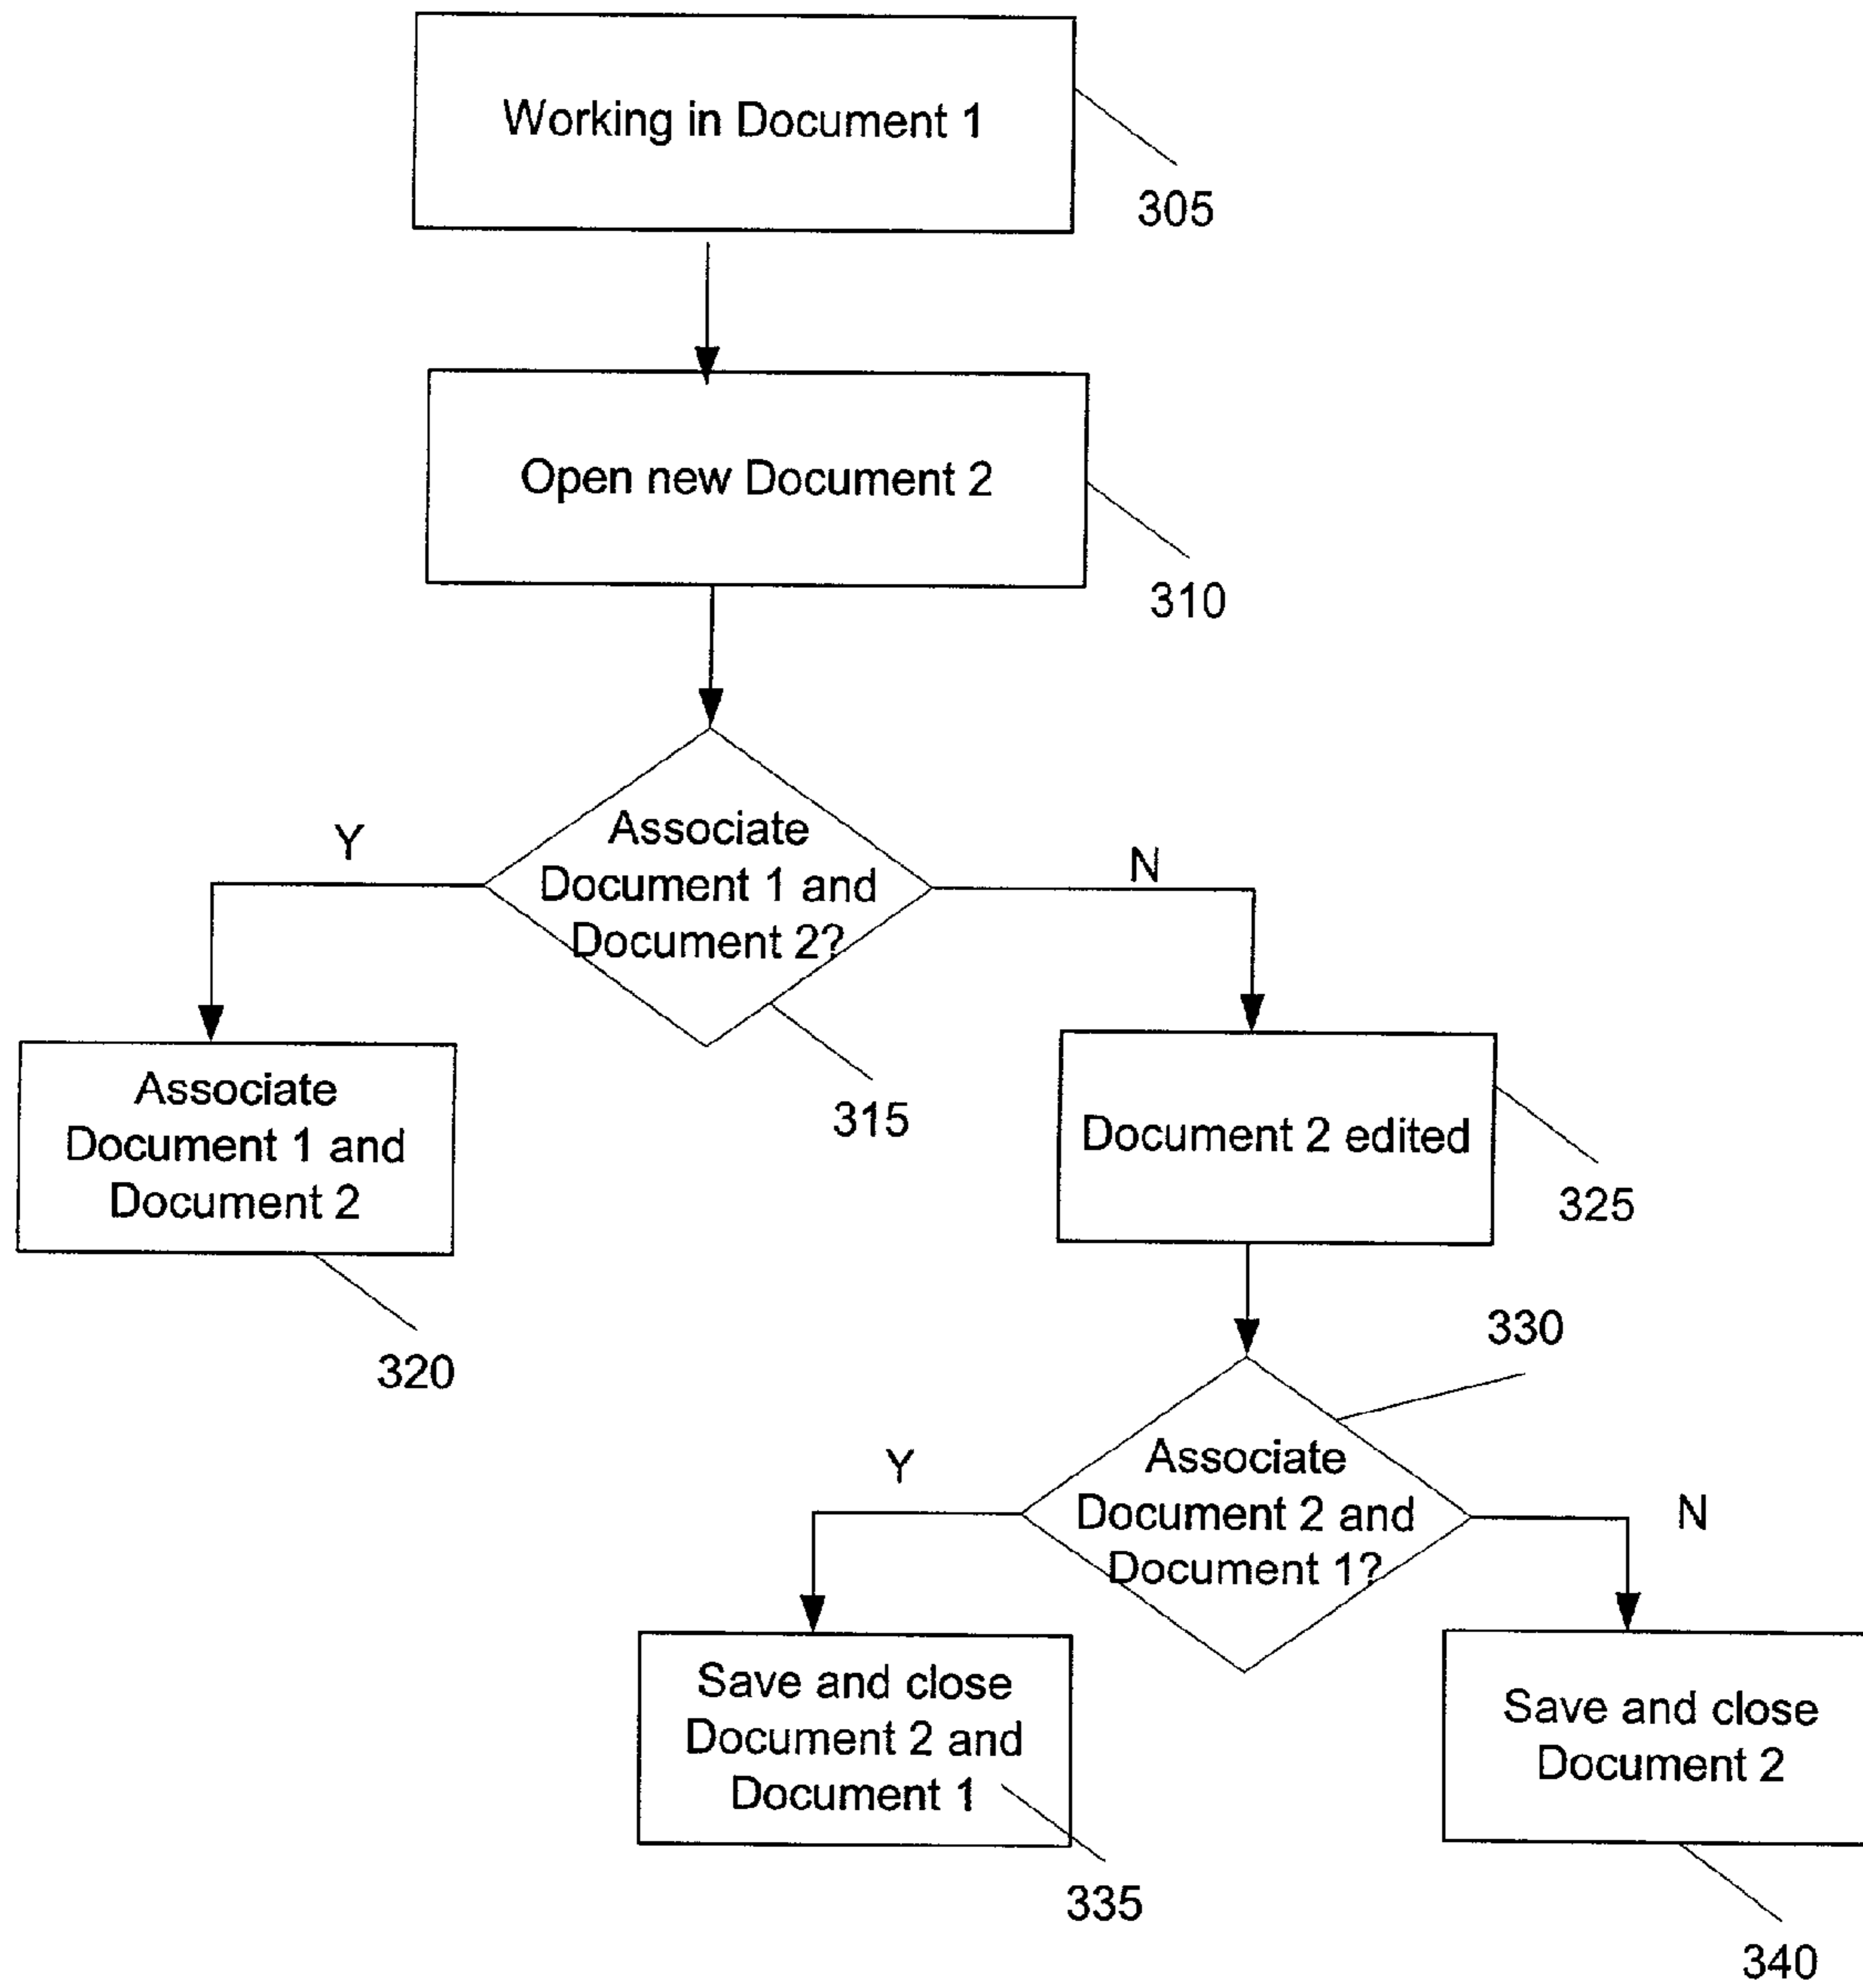 Working in Document 1
305
Open new Document 2
310
Associate
Document 1 and
Document 2?
Y
N
315
Associate
Document 1 and
Document 2
320
Document 2 edited
325
330
Associate
Document 2 and
Document 1?
Y
N
Save and close
Document 2 and
Document 1
335
Save and close
Document 2
340